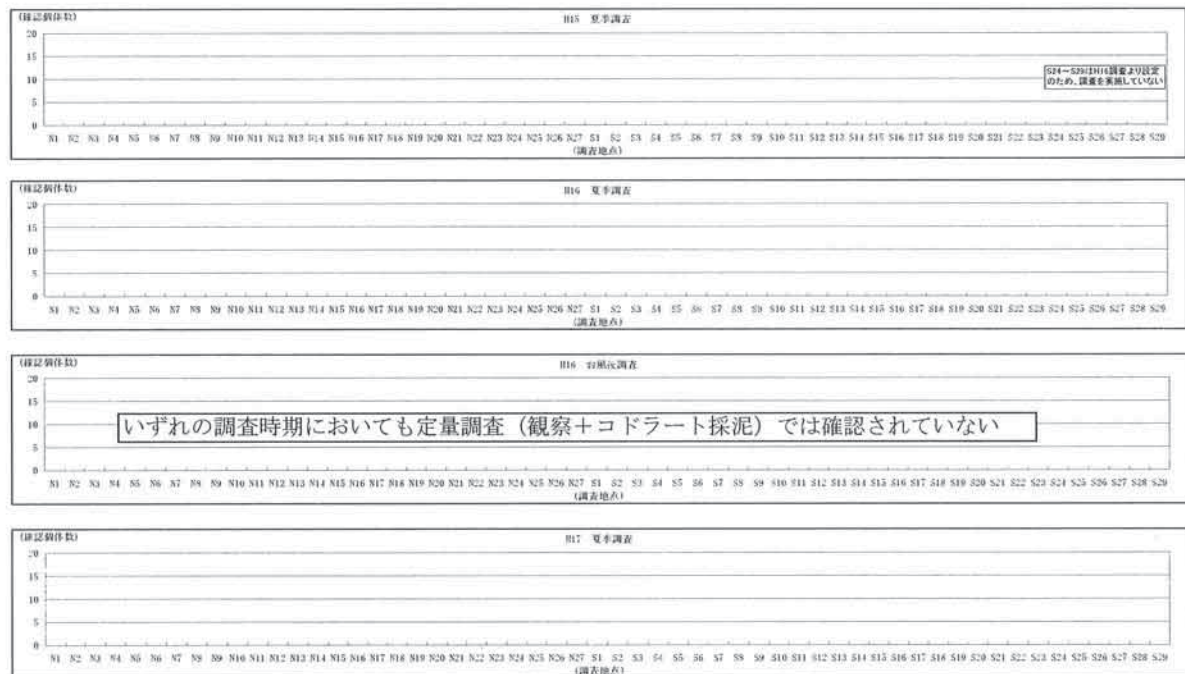 (確認個体数)
H15 夏季調査
20
15
S24～S29はH16調査より設定
のため、調査を実施していない
10
5
0
N1 N2 N3 N4 N5 N6 N7 N8 N9 N10 N11 N12 N13 N14 N15 N16 N17 N18 N19 N20 N21 N22 N23 N24 N25 N26 N27 S1 S2 S3 S4 S5 S6 S7 S8 S9 S10 S11 S12 S13 S14 S15 S16 S17 S18 S19 S20 S21 S22 S23 S24 S25 S26 S27 S28 S29
(調査地点)
(確認個体数)
H16 夏季調査
20
15
10
5
0
N1 N2 N3 N4 N5 N6 N7 N8 N9 N10 N11 N12 N13 N14 N15 N16 N17 N18 N19 N20 N21 N22 N23 N24 N25 N26 N27 S1 S2 S3 S4 S5 S6 S7 S8 S9 S10 S11 S12 S13 S14 S15 S16 S17 S18 S19 S20 S21 S22 S23 S24 S25 S26 S27 S28 S29
(調査地点)
(確認個体数)
H16 台風後調査
20
15
10
いずれの調査時期においても定量調査（観察＋コドラート採泥）では確認されていない
5
0
N1 N2 N3 N4 N5 N6 N7 N8 N9 N10 N11 N12 N13 N14 N15 N16 N17 N18 N19 N20 N21 N22 N23 N24 N25 N26 N27 S1 S2 S3 S4 S5 S6 S7 S8 S9 S10 S11 S12 S13 S14 S15 S16 S17 S18 S19 S20 S21 S22 S23 S24 S25 S26 S27 S28 S29
(調査地点)
(確認個体数)
H17 夏季調査
20
15
10
5
0
N1 N2 N3 N4 N5 N6 N7 N8 N9 N10 N11 N12 N13 N14 N15 N16 N17 N18 N19 N20 N21 N22 N23 N24 N25 N26 N27 S1 S2 S3 S4 S5 S6 S7 S8 S9 S10 S11 S12 S13 S14 S15 S16 S17 S18 S19 S20 S21 S22 S23 S24 S25 S26 S27 S28 S29
(調査地点)